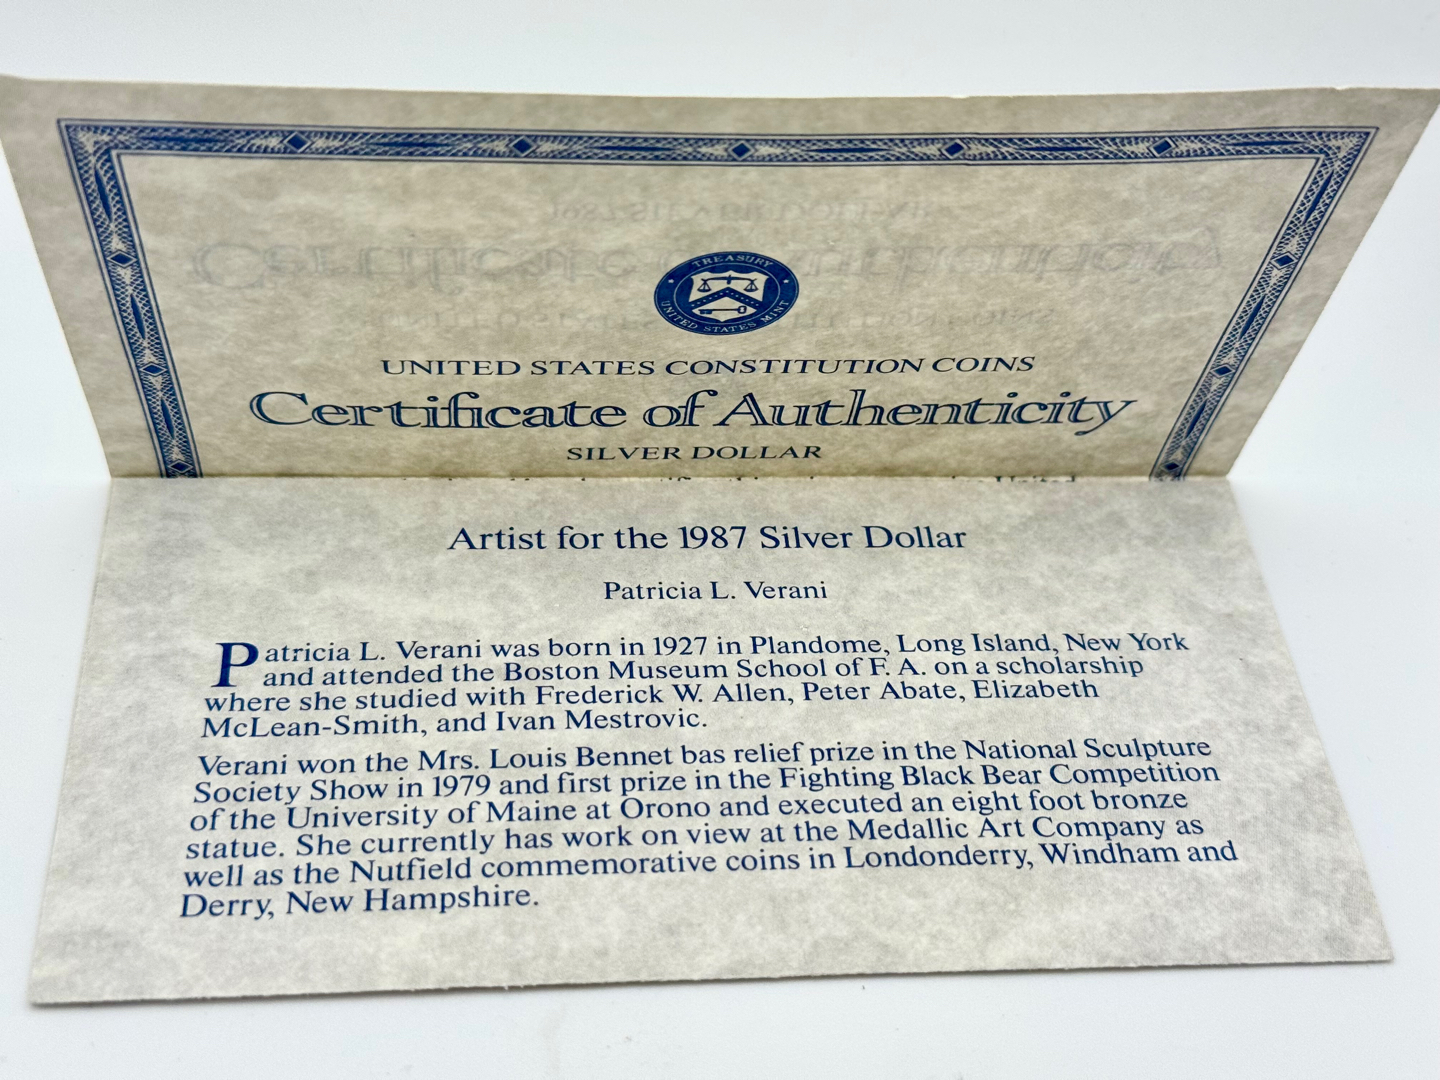 TREASURY
UNITED STATES MINT
UNITED STATES CONSTITUTION COINS
Certificate of Authenticity
SILVER DOLLAR
United
Artist for the 1987 Silver Dollar
Patricia L. Verani
Patricia L. Verani was born in 1927 in Plandome, Long Island, New York
and attended the Boston Museum School of F. A. on a scholarship
where she studied with Frederick W. Allen, Peter Abate, Elizabeth
McLean-Smith, and Ivan Mestrovic.
Verani won the Mrs. Louis Bennet bas relief prize in the National Sculpture
Society Show in 1979 and first prize in the Fighting Black Bear Competition
of the University of Maine at Orono and executed an eight foot bronze
statue. She currently has work on view at the Medallic Art Company as
well as the Nutfield commemorative coins in Londonderry, Windham and
Derry, New Hampshire.